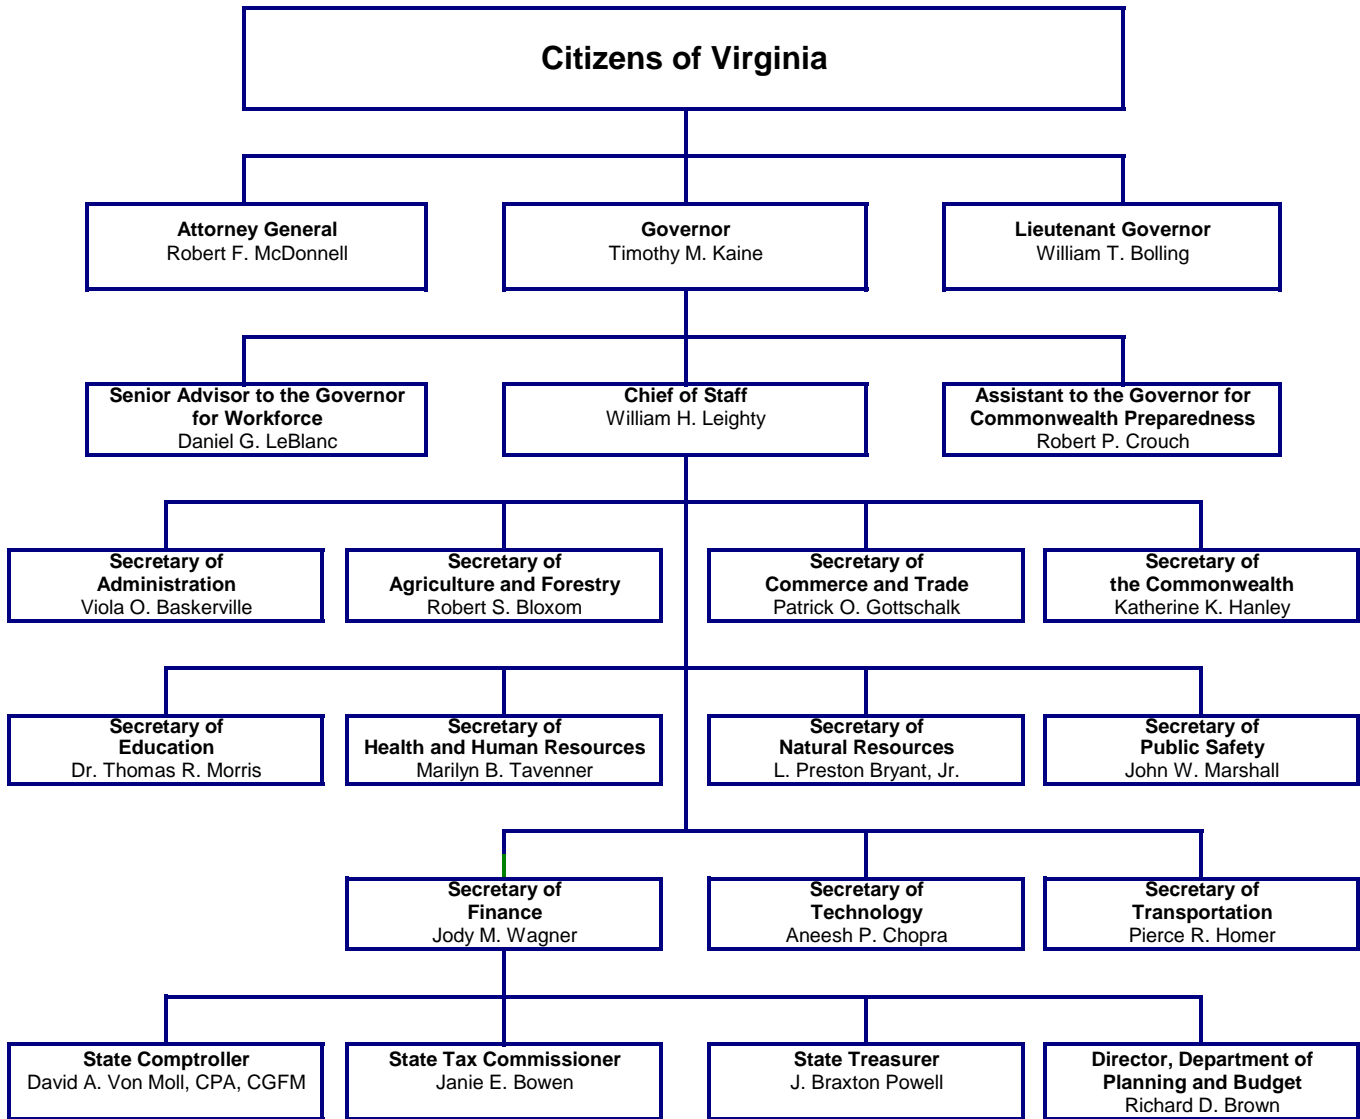 Citizens of Virginia
Attorney General
Robert F. McDonnell
Governor
Timothy M. Kaine
Lieutenant Governor
William T. Bolling
Senior Advisor to the Governor
for Workforce
Daniel G. LeBlanc
Chief of Staff
William H. Leighty
Assistant to the Governor for
Commonwealth Preparedness
Robert P. Crouch
Secretary of
Administration
Viola O. Baskerville
Secretary of
Agriculture and Forestry
Robert S. Bloxom
Secretary of
Commerce and Trade
Patrick O. Gottschalk
Secretary of
the Commonwealth
Katherine K. Hanley
Secretary of
Education
Dr. Thomas R. Morris
Secretary of
Health and Human Resources
Marilyn B. Tavenner
Secretary of
Natural Resources
L. Preston Bryant, Jr.
Secretary of
Public Safety
John W. Marshall
Secretary of
Finance
Jody M. Wagner
Secretary of
Technology
Aneesh P. Chopra
Secretary of
Transportation
Pierce R. Homer
State Comptroller
David A. Von Moll, CPA, CGFM
State Tax Commissioner
Janie E. Bowen
State Treasurer
J. Braxton Powell
Director, Department of
Planning and Budget
Richard D. Brown